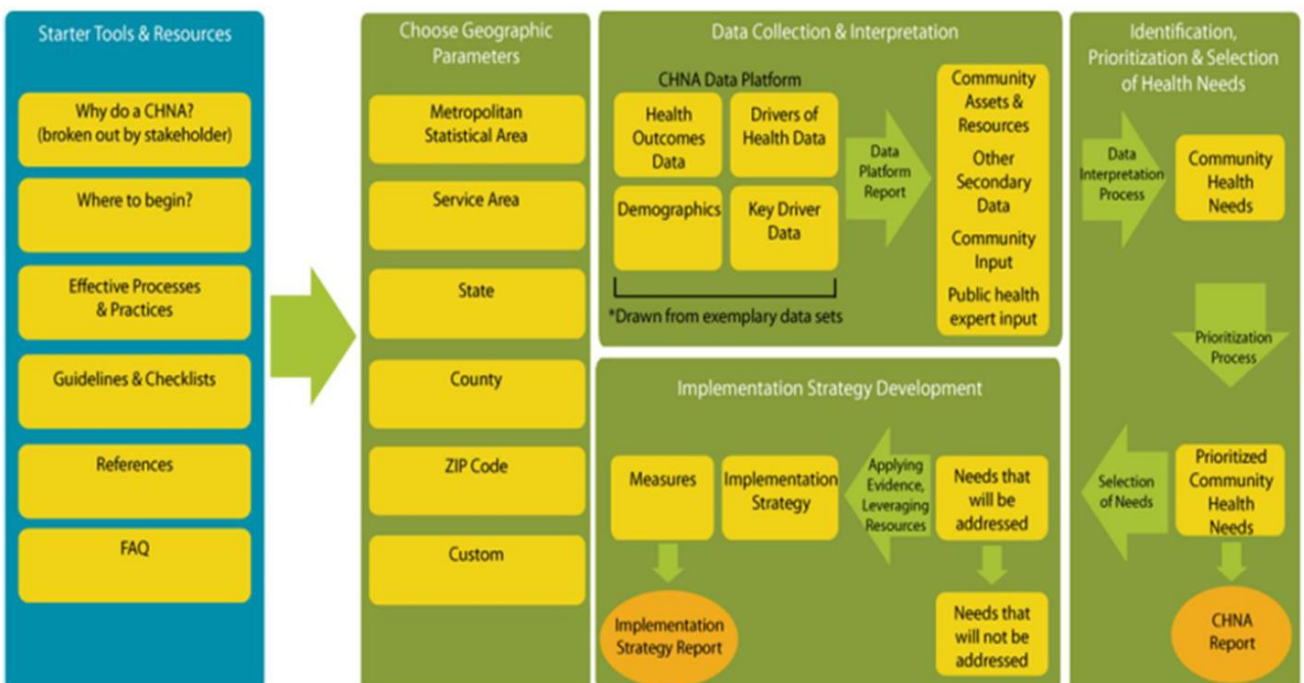 Starter Tools & Resources
Why do a CHNA?
(broken out by stakeholder)
Where to begin?
Effective Processes
& Practices
Guidelines & Checklists
References
FAQ
Choose Geographic
Parameters
Metropolitan
Statistical Area
Service Area
State
County
ZIP Code
Custom
Data Collection & Interpretation
CHNA Data Platform
Health
Outcomes
Data
Drivers of
Health Data
Demographics
Key Driver
Data
*Drawn from exemplary data sets
Data
Platform
Report
Community
Assets &
Resources
Other
Secondary
Data
Community
Input
Public health
expert input
Identification,
Prioritization & Selection
of Health Needs
Data
Interpretation
Process
Community
Health
Needs
Prioritization
Process
Prioritized
Community
Health
Needs
CHNA
Report
Selection
of Needs
Implementation Strategy Development
Needs that
will be
addressed
Needs that
will not be
addressed
Applying
Evidence,
Leveraging
Resources
Implementation
Strategy
Measures
Implementation
Strategy Report